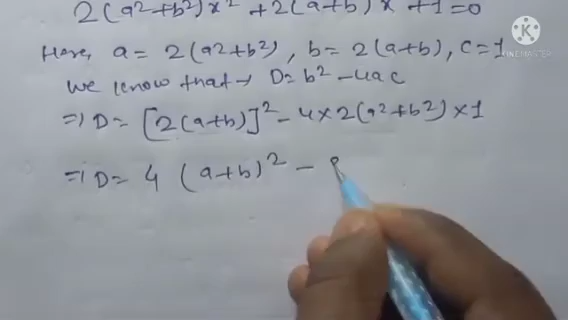 2(a²+b²)x² +2(a+b)x +1=0
Here, a = 2(a²+b²), b= 2(a+b), c=1
We know that→ D=b²-4ac
=) D= [2(a+b)]² - 4×2(a²+b²)×1
=) D= 4 (a+b)² - 8
KINEMASTER